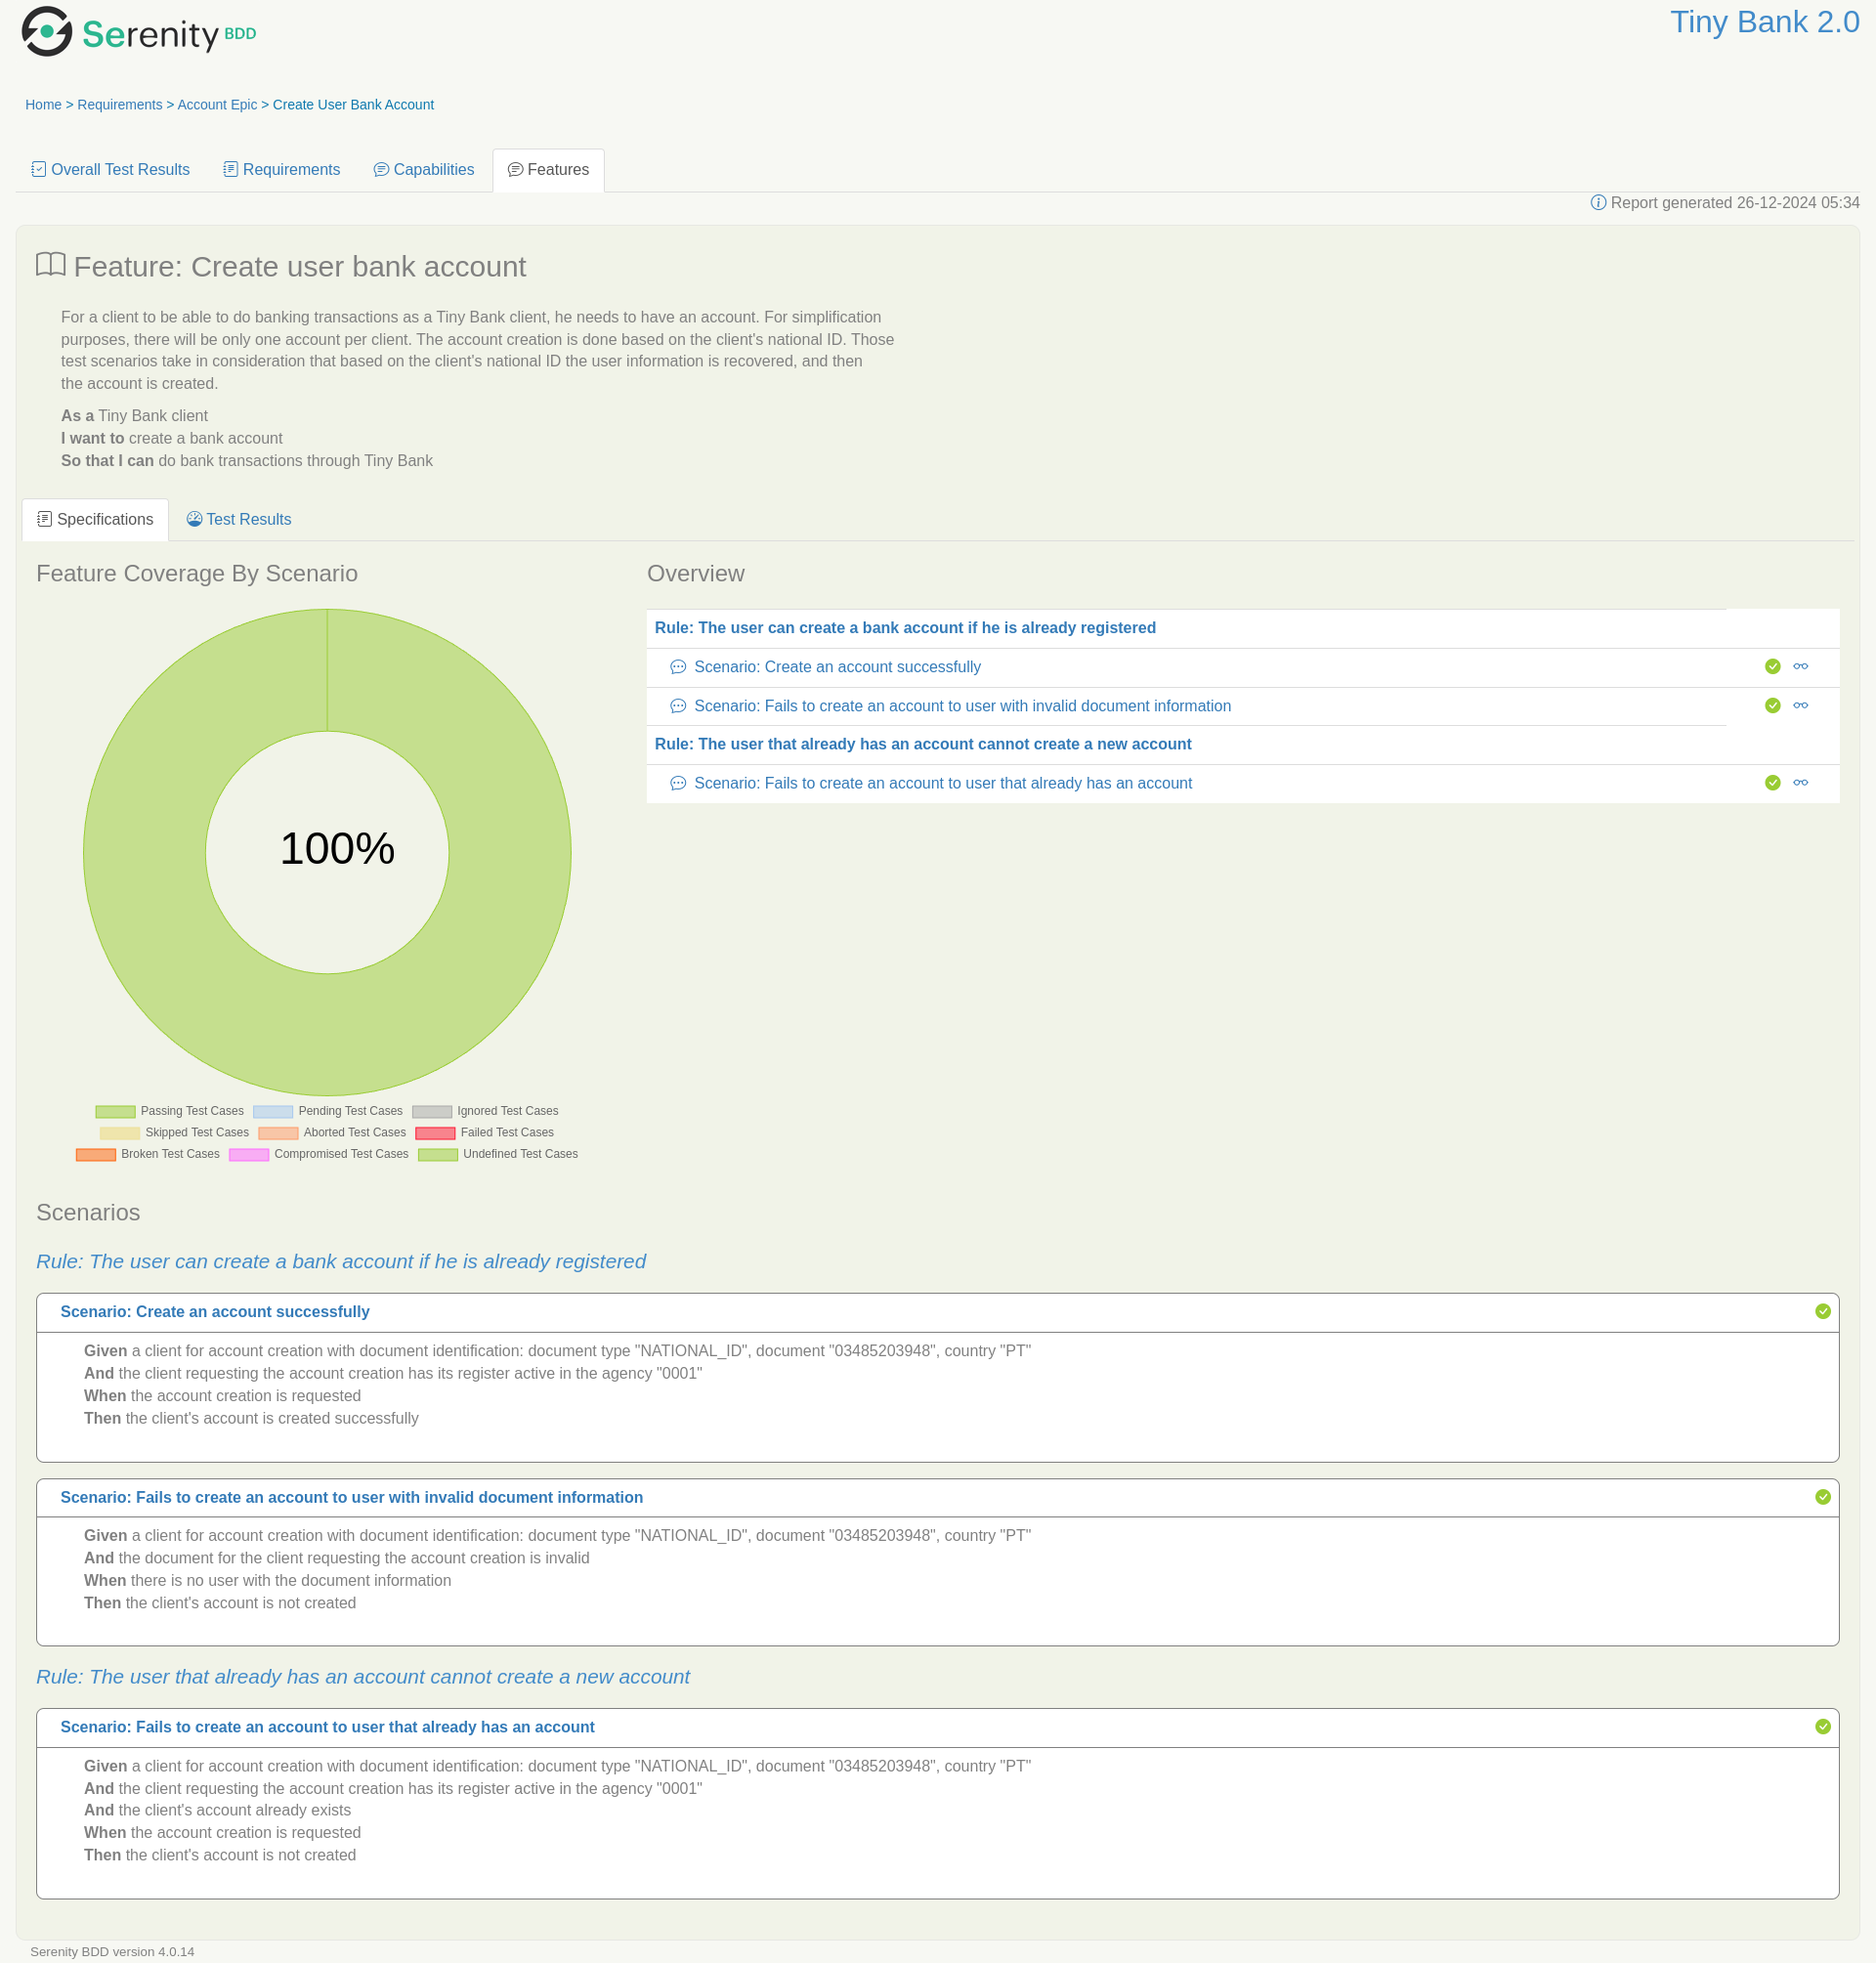 Serenity BDD
Tiny Bank 2.0
Home > Requirements > Account Epic > Create User Bank Account
Overall Test Results
Requirements
Capabilities
Features
Report generated 26-12-2024 05:34
Feature: Create user bank account
For a client to be able to do banking transactions as a Tiny Bank client, he needs to have an account. For simplification
purposes, there will be only one account per client. The account creation is done based on the client's national ID. Those
test scenarios take in consideration that based on the client's national ID the user information is recovered, and then
the account is created.
As a Tiny Bank client
I want to create a bank account
So that I can do bank transactions through Tiny Bank
Specifications
Test Results
Feature Coverage By Scenario
100%
Passing Test Cases Pending Test Cases Ignored Test Cases
Skipped Test Cases Aborted Test Cases Failed Test Cases
Broken Test Cases Compromised Test Cases Undefined Test Cases
Overview
Rule: The user can create a bank account if he is already registered
Scenario: Create an account successfully
Scenario: Fails to create an account to user with invalid document information
Rule: The user that already has an account cannot create a new account
Scenario: Fails to create an account to user that already has an account
Scenarios
Rule: The user can create a bank account if he is already registered
Scenario: Create an account successfully
Given a client for account creation with document identification: document type "NATIONAL_ID", document "03485203948", country "PT"
And the client requesting the account creation has its register active in the agency "0001"
When the account creation is requested
Then the client's account is created successfully
Scenario: Fails to create an account to user with invalid document information
Given a client for account creation with document identification: document type "NATIONAL_ID", document "03485203948", country "PT"
And the document for the client requesting the account creation is invalid
When there is no user with the document information
Then the client's account is not created
Rule: The user that already has an account cannot create a new account
Scenario: Fails to create an account to user that already has an account
Given a client for account creation with document identification: document type "NATIONAL_ID", document "03485203948", country "PT"
And the client requesting the account creation has its register active in the agency "0001"
And the client's account already exists
When the account creation is requested
Then the client's account is not created
Serenity BDD version 4.0.14